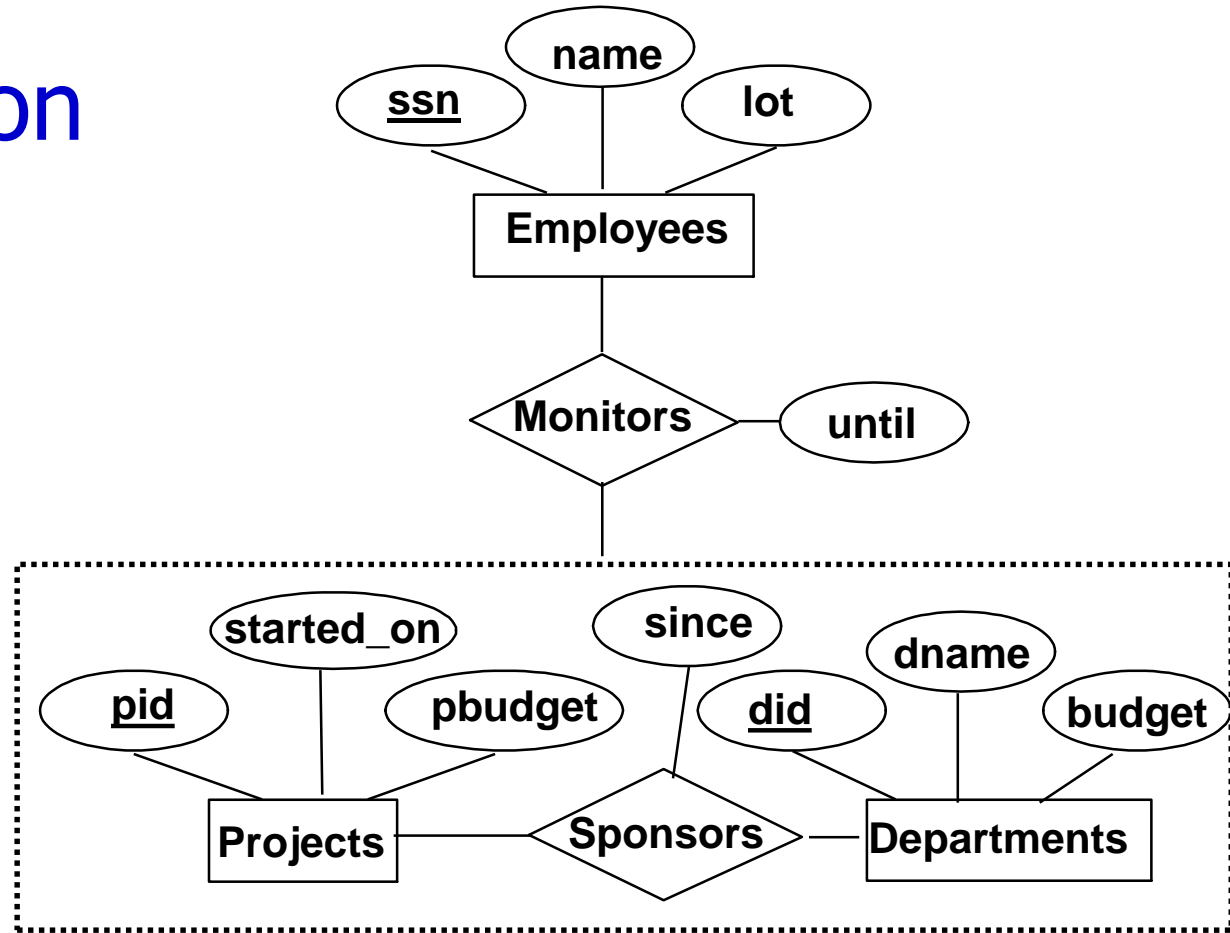 on
name
ssn
lot
Employees
Monitors
until
started_on
since
dname
pid
pbudget
did
budget
Projects
Sponsors
Departments